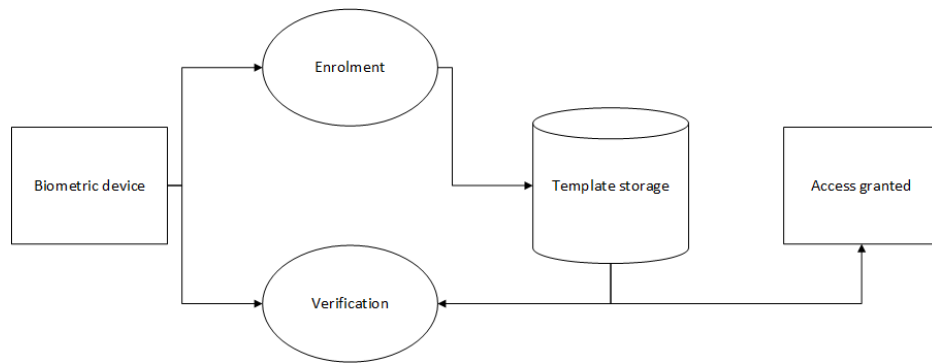 Enrolment
Biometric device
Template storage
Access granted
Verification